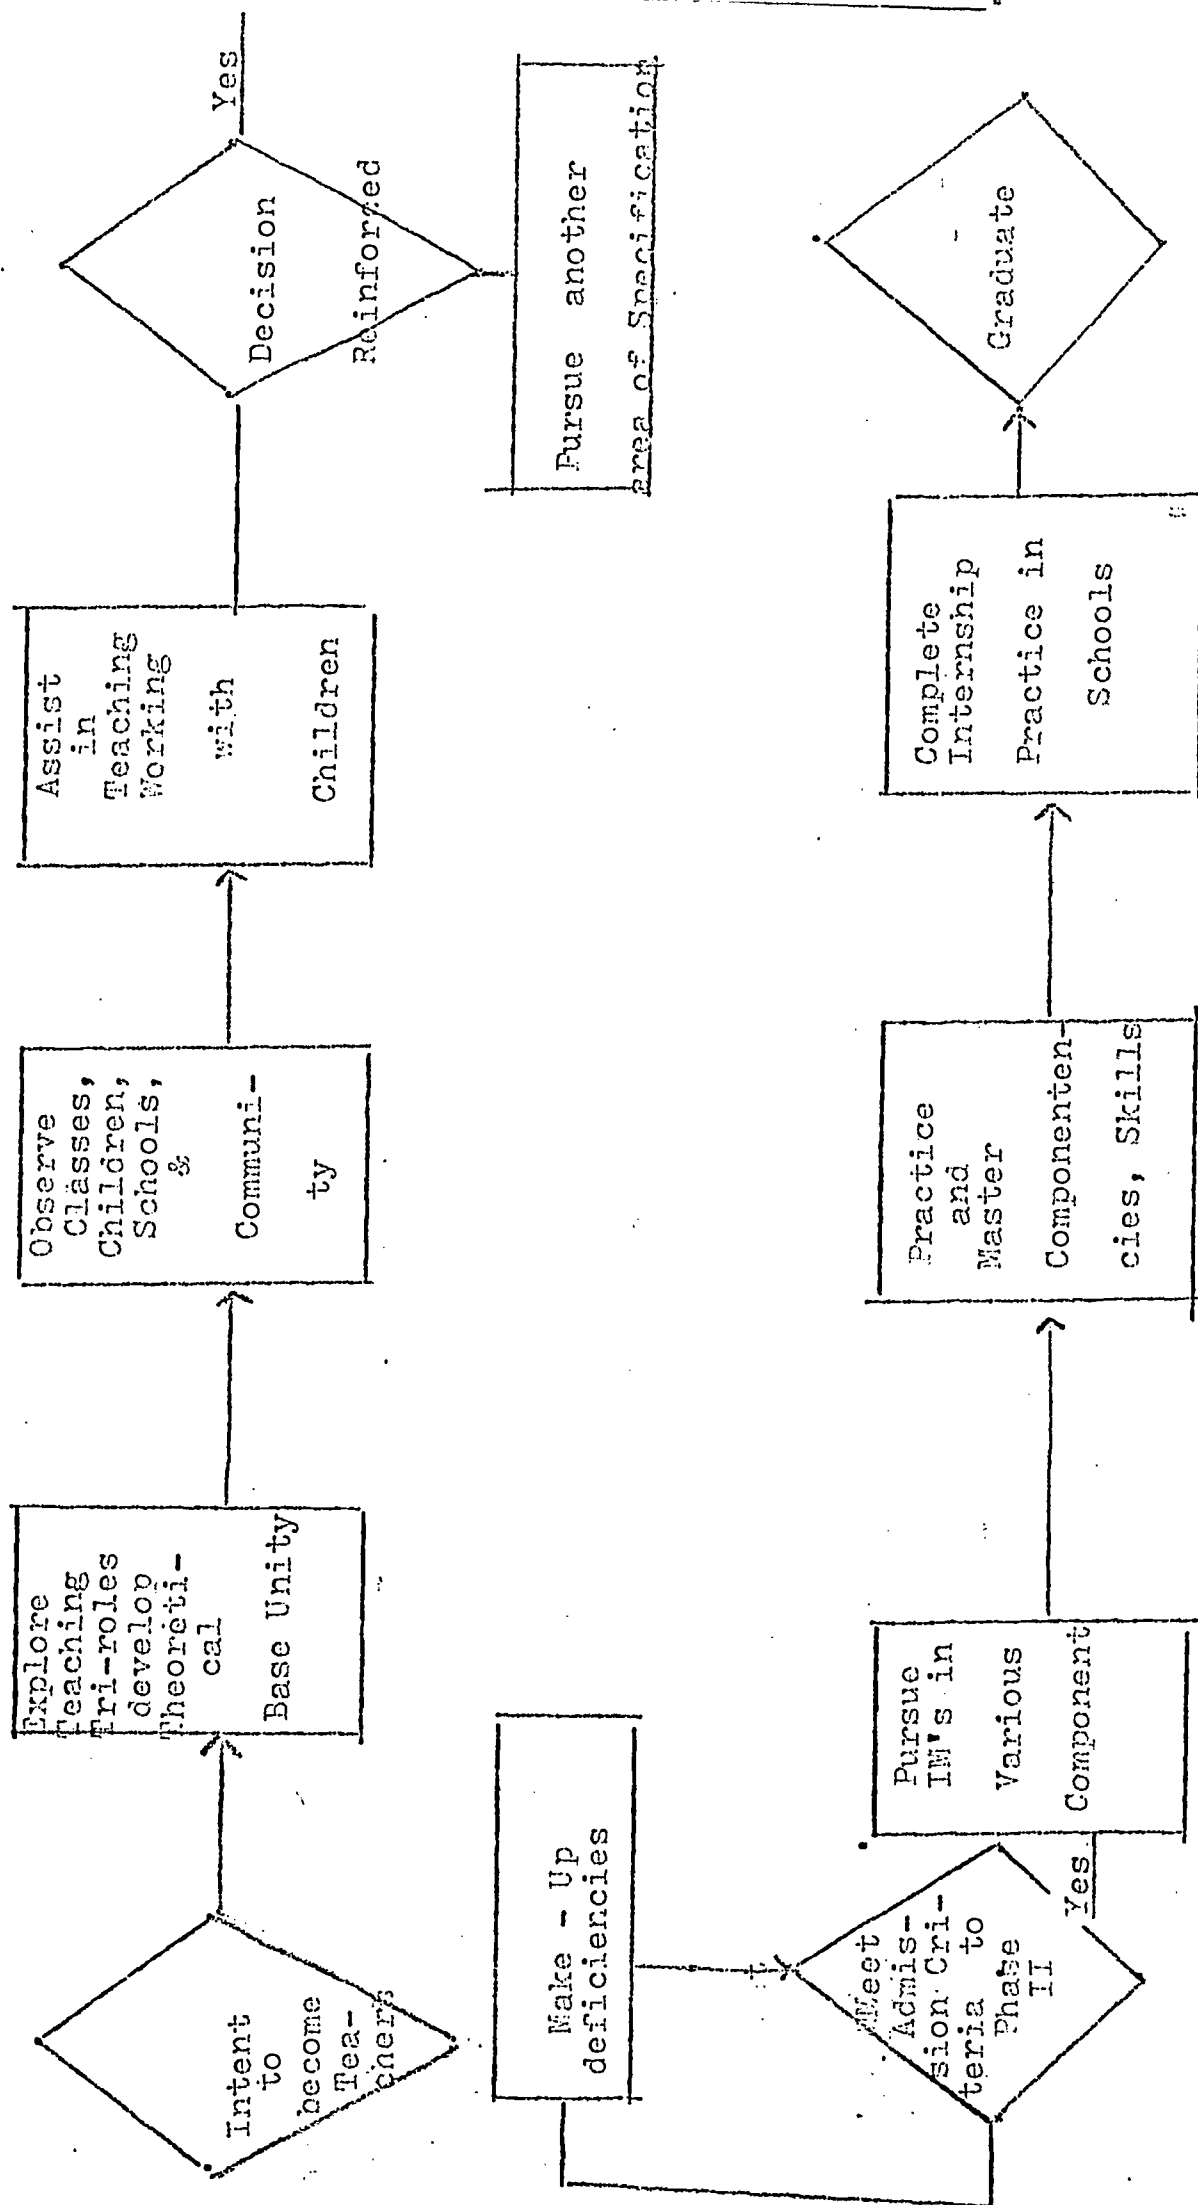 Intent
to
become
Tea-
chers
Explore
Teaching
Tri-roles
develop
Theoreti-
cal
Base Unity
Observe
Classes,
Children,
Schools,
&
Communi-
ty
Assist
in
Teaching
Working
with
Children
Decision
Reinforced
Yes
Pursue another
area of Specification
Make - Up
deficiencies
Meet
Admis-
sion Cri-
teria to
Phase
II
Yes
Pursue
IM's in
Various
Component
Practice
and
Master
Componenten-
cies, Skills
Complete
Internship
Practice in
Schools
Graduate